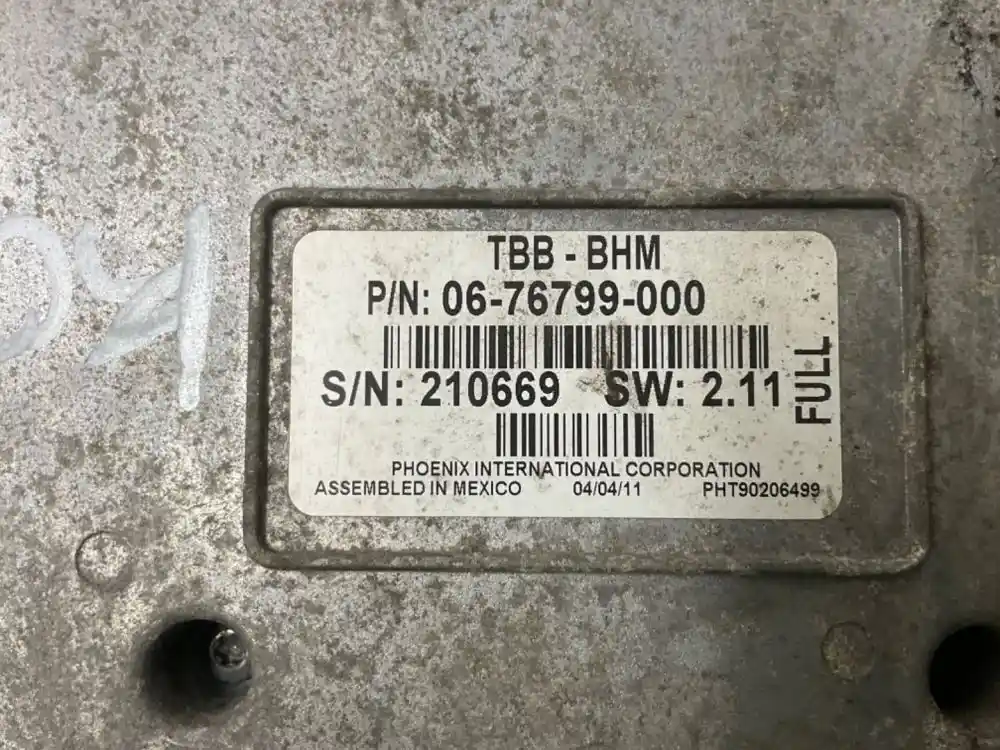 TBB - BHM
P/N: 06-76799-000
S/N: 210669 SW: 2.11
FULL
PHOENIX INTERNATIONAL CORPORATION
ASSEMBLED IN MEXICO 04/04/11 PHT90206499